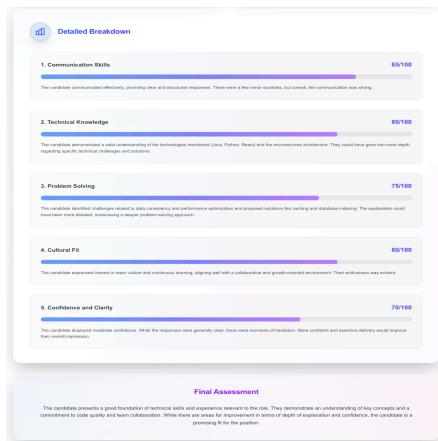 Detailed Breakdown
1. Communication Skills
85/100
The candidate communicated effectively, providing clear and structured responses. There were a few minor stumbles, but overall, the communication was strong.
2. Technical Knowledge
80/100
The candidate demonstrated a solid understanding of the technologies mentioned (Java, Python, React) and the microservices architecture. They could have gone into more depth
regarding specific technical challenges and solutions.
3. Problem Solving
75/100
The candidate identified challenges related to data consistency and performance optimization and proposed solutions like caching and database indexing. The explanation could
have been more detailed, showcasing a deeper problem-solving approach.
4. Cultural Fit
80/100
The candidate expressed interest in team culture and continuous learning, aligning well with a collaborative and growth-oriented environment. Their enthusiasm was evident.
5. Confidence and Clarity
70/100
The candidate displayed moderate confidence. While the responses were generally clear, there were moments of hesitation. More confident and assertive delivery would improve
their overall impression.
Final Assessment
The candidate presents a good foundation of technical skills and experience relevant to the role. They demonstrate an understanding of key concepts and a
commitment to code quality and team collaboration. While there are areas for improvement in terms of depth of explanation and confidence, the candidate is a
promising fit for the position.